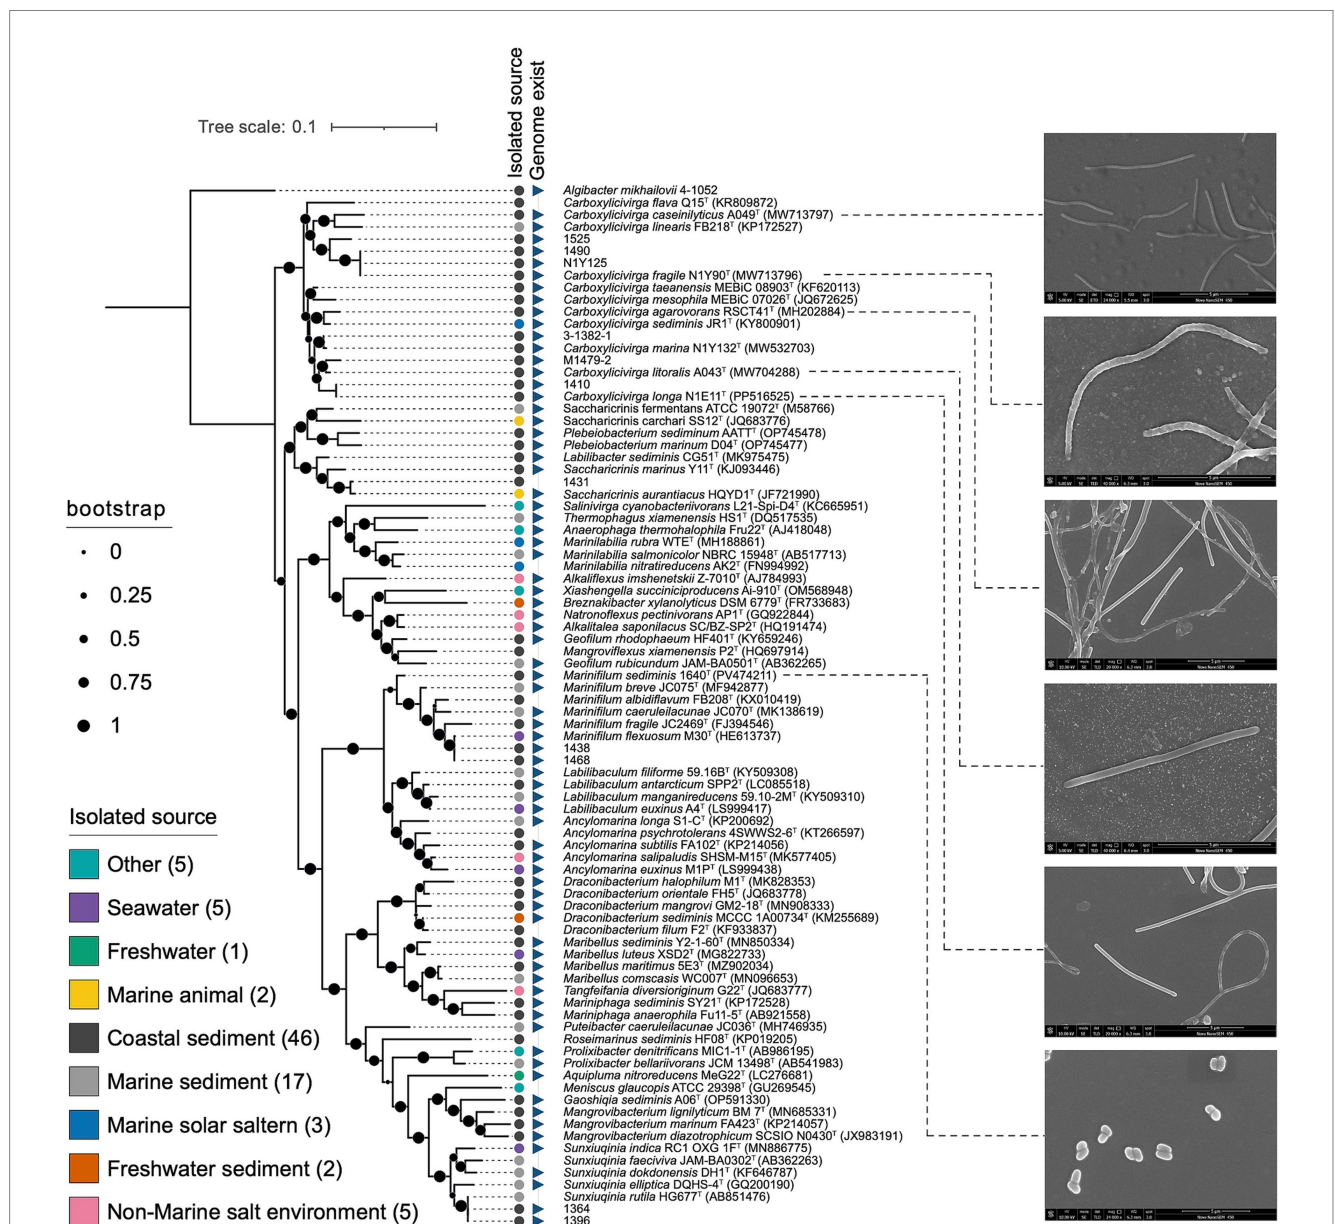 Isolated source
Genome exist
Tree scale: 0.1
Algibacter mikhailovii 4-1052
Carboxylicivirga flava Q15ᵀ (KR809872)
Carboxylicivirga caseinilyticus A049ᵀ (MW713797)
Carboxylicivirga linearis FB218ᵀ (KP172527)
1525
1490
N1Y125
Carboxylicivirga fragile N1Y90ᵀ(MW713796)
Carboxylicivirga taeanensis MEBiC 08903ᵀ (KF620113)
Carboxylicivirga mesophila MEBiC 07026ᵀ (JQ672625)
Carboxylicivirga agarovorans RSCT41ᵀ (MH202884)
Carboxylicivirga sediminis JR1ᵀ (KY800901)
3-1382-1
Carboxylicivirga marina N1Y132ᵀ (MW532703)
M1479-2
Carboxylicivirga litoralis A043ᵀ (MW704288)
1410
Carboxylicivirga longa N1E11ᵀ (PP516525)
Saccharicrinis fermentans ATCC 19072ᵀ (M58766)
Saccharicrinis carchari SS12ᵀ (JQ683776)
Plebeiobacterium sediminum AATTᵀ (OP745478)
Plebeiobacterium marinum D04ᵀ (OP745477)
Labilibacter sediminis CG51ᵀ (MK975475)
Saccharicrinis marinus Y11ᵀ (KJ093446)
1431
Saccharicrinis aurantiacus HQYD1ᵀ (JF721990)
Salinivirga cyanobacteriivorans L21-Spi-D4ᵀ (KC665951)
Thermophagus xiamenensis HS1ᵀ (DQ517535)
Anaerophaga thermohalophila Fru22ᵀ (AJ418048)
Marinilabilia rubra WTEᵀ (MH188861)
Marinilabilia salmonicolor NBRC 15948ᵀ (AB517713)
Marinilabilia nitratireducens AK2ᵀ (FN994992)
Alkaliflexus imshenetskii Z-7010ᵀ (AJ784993)
Xiashengella succiniciproducens Ai-910ᵀ (OM568948)
Breznakibacter xylanolyticus DSM 6779ᵀ (FR733683)
Natronoflexus pectinivorans AP1ᵀ (GQ922844)
Alkalitalea saponilacus SC/BZ-SP2ᵀ (HQ191474)
Geofilum rhodophaeum HF401ᵀ (KY659246)
Mangroviflexus xiamenensis P2ᵀ (HQ697914)
Geofilum rubicundum JAM-BA0501ᵀ (AB362265)
Marinifilum sediminis 1640ᵀ (PV474211)
Marinifilum breve JC075ᵀ (MF942877)
Marinifilum albidiflavum FB208ᵀ (KX010419)
Marinifilum caeruleilacunae JC070ᵀ (MK138619)
Marinifilum fragile JC2469ᵀ (FJ394546)
Marinifilum flexuosum M30ᵀ (HE613737)
1438
1468
Labilibaculum filiforme 59.16Bᵀ (KY509308)
Labilibaculum antarcticum SPP2ᵀ (LC085518)
Labilibaculum manganireducens 59.10-2Mᵀ (KY509310)
Labilibaculum euxinus A4ᵀ (LS999417)
Ancylomarina longa S1-Cᵀ (KP200692)
Ancylomarina psychrotolerans 4SWWS2-6ᵀ (KT266597)
Ancylomarina subtilis FA102ᵀ (KP214056)
Ancylomarina salipaludis SHSM-M15ᵀ (MK577405)
Ancylomarina euxinus M1Pᵀ (LS999438)
Draconibacterium halophilum M1ᵀ (MK828353)
Draconibacterium orientale FH5ᵀ (JQ683778)
Draconibacterium mangrovi GM2-18ᵀ (MN908333)
Draconibacterium sediminis MCCC 1A00734ᵀ (KM255689)
Draconibacterium filum F2ᵀ (KF933837)
Maribellus sediminis Y2-1-60ᵀ (MN850334)
Maribellus luteus XSD2ᵀ (MG822733)
Maribellus maritimus 5E3ᵀ (MZ902034)
Maribellus comscasis WC007ᵀ (MN096653)
Tangfeifania diversioriginum G22ᵀ (JQ683777)
Mariniphaga sediminis SY21ᵀ (KP172528)
Mariniphaga anaerophila Fu11-5ᵀ (AB921558)
Puteibacter caeruleilacunae JC036ᵀ (MH746935)
Roseimarinus sediminis HF08ᵀ (KP019205)
Prolixibacter denitrificans MIC1-1ᵀ (AB986195)
Prolixibacter bellariivorans JCM 13498ᵀ (AB541983)
Aquipluma nitroreducens MeG22ᵀ (LC276681)
Meniscus glaucopis ATCC 29398ᵀ (GU269545)
Gaoshiqia sediminis A06ᵀ (OP591330)
Mangrovibacterium lignilyticum BM 7ᵀ (MN685331)
Mangrovibacterium marinum FA423ᵀ (KP214057)
Mangrovibacterium diazotrophicum SCSIO N0430ᵀ (JX983191)
Sunxiuqinia indica RC1 OXG 1Fᵀ (MN886775)
Sunxiuqinia faeciviva JAM-BA0302ᵀ (AB362263)
Sunxiuqinia dokdonensis DH1ᵀ (KF646787)
Sunxiuqinia elliptica DQHS-4ᵀ (GQ200190)
Sunxiuqinia rutila HG677ᵀ (AB851476)
1364
1396
bootstrap
0
0.25
0.5
0.75
1
Isolated source
Other (5)
Seawater (5)
Freshwater (1)
Marine animal (2)
Coastal sediment (46)
Marine sediment (17)
Marine solar saltern (3)
Freshwater sediment (2)
Non-Marine salt environment (5)